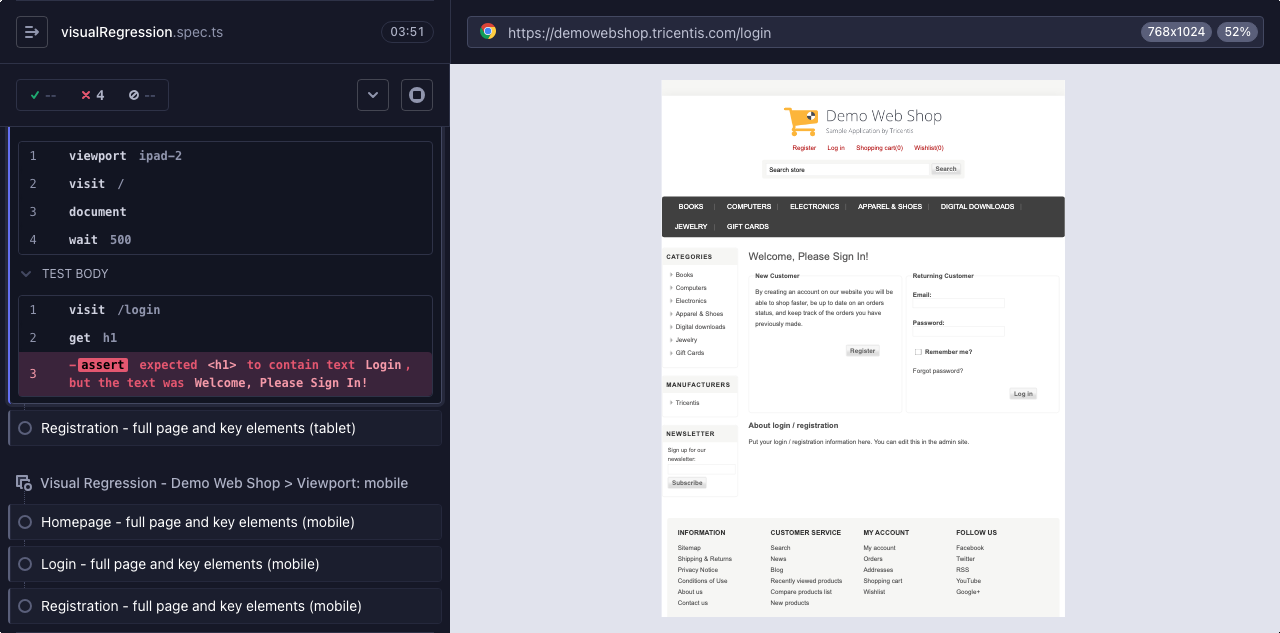 visualRegression.spec.ts
03:51
--
4
--
1 viewport ipad-2
2 visit /
3 document
4 wait 500
TEST BODY
1 visit /login
2 get h1
3 -assert expected <h1> to contain text Login,
but the text was Welcome, Please Sign In!
Registration - full page and key elements (tablet)
Visual Regression - Demo Web Shop > Viewport: mobile
Homepage - full page and key elements (mobile)
Login - full page and key elements (mobile)
Registration - full page and key elements (mobile)
https://demowebshop.tricentis.com/login
768x1024
52%
Demo Web Shop
Sample Application by Tricentis
Register Log in Shopping cart(0) Wishlist(0)
Search store
Search
BOOKS COMPUTERS ELECTRONICS APPAREL & SHOES DIGITAL DOWNLOADS
JEWELRY GIFT CARDS
CATEGORIES
Books
Computers
Electronics
Apparel & Shoes
Digital downloads
Jewelry
Gift Cards
MANUFACTURERS
Tricentis
NEWSLETTER
Sign up for our
newsletter:
Subscribe
Welcome, Please Sign In!
New Customer
By creating an account on our website you will be
able to shop faster, be up to date on an orders
status, and keep track of the orders you have
previously made.
Register
Returning Customer
Email:
Password:
Remember me?
Forgot password?
Log in
About login / registration
Put your login / registration information here. You can edit this in the admin site.
INFORMATION
Sitemap
Shipping & Returns
Privacy Notice
Conditions of Use
About us
Contact us
CUSTOMER SERVICE
Search
News
Blog
Recently viewed products
Compare products list
New products
MY ACCOUNT
My account
Orders
Addresses
Shopping cart
Wishlist
FOLLOW US
Facebook
Twitter
RSS
YouTube
Google+